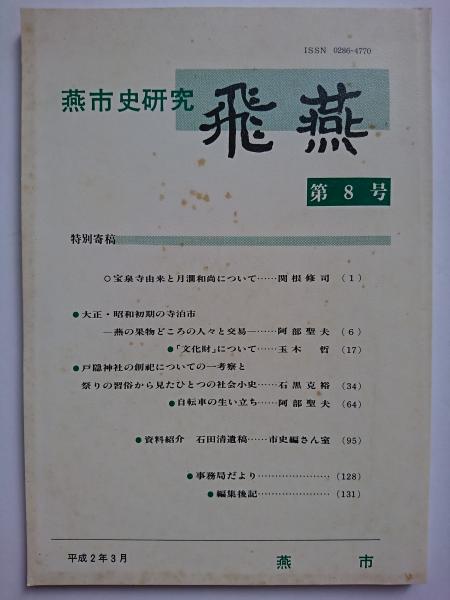 ISSN 0286-4770
燕市史研究 飛燕
第8号
特別寄稿
○宝泉寺由来と月澗和尚について……関根修司 (1)
●大正・昭和初期の寺泊市
―燕の果物どころの人々と交易―……阿部聖夫 (6)
●「文化財」について……玉木 哲 (17)
●戸隠神社の創祀についての一考察と
祭りの習俗から見たひとつの社会小史……石黒克裕 (34)
●自転車の生い立ち……阿部聖夫 (64)
●資料紹介 石田清遺稿……市史編さん室 (95)
●事務局だより…………………(128)
●編集後記…………………(131)
平成2年3月
燕市